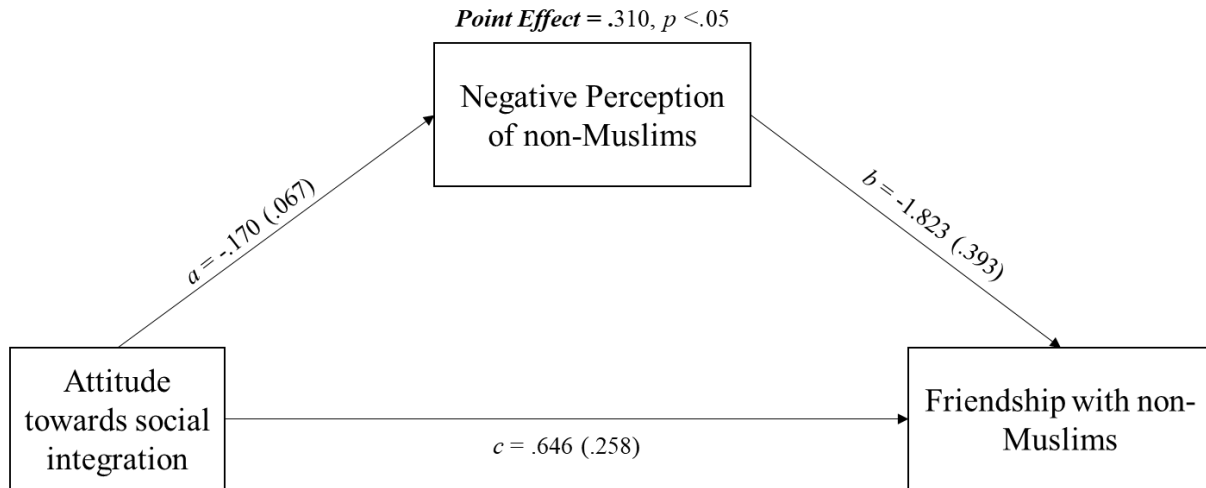 Point Effect = .310, p <.05
Negative Perception
of non-Muslims
a = -.170 (.067)
b = -1.823 (.393)
Attitude
towards social
integration
c = .646 (.258)
Friendship with non-
Muslims